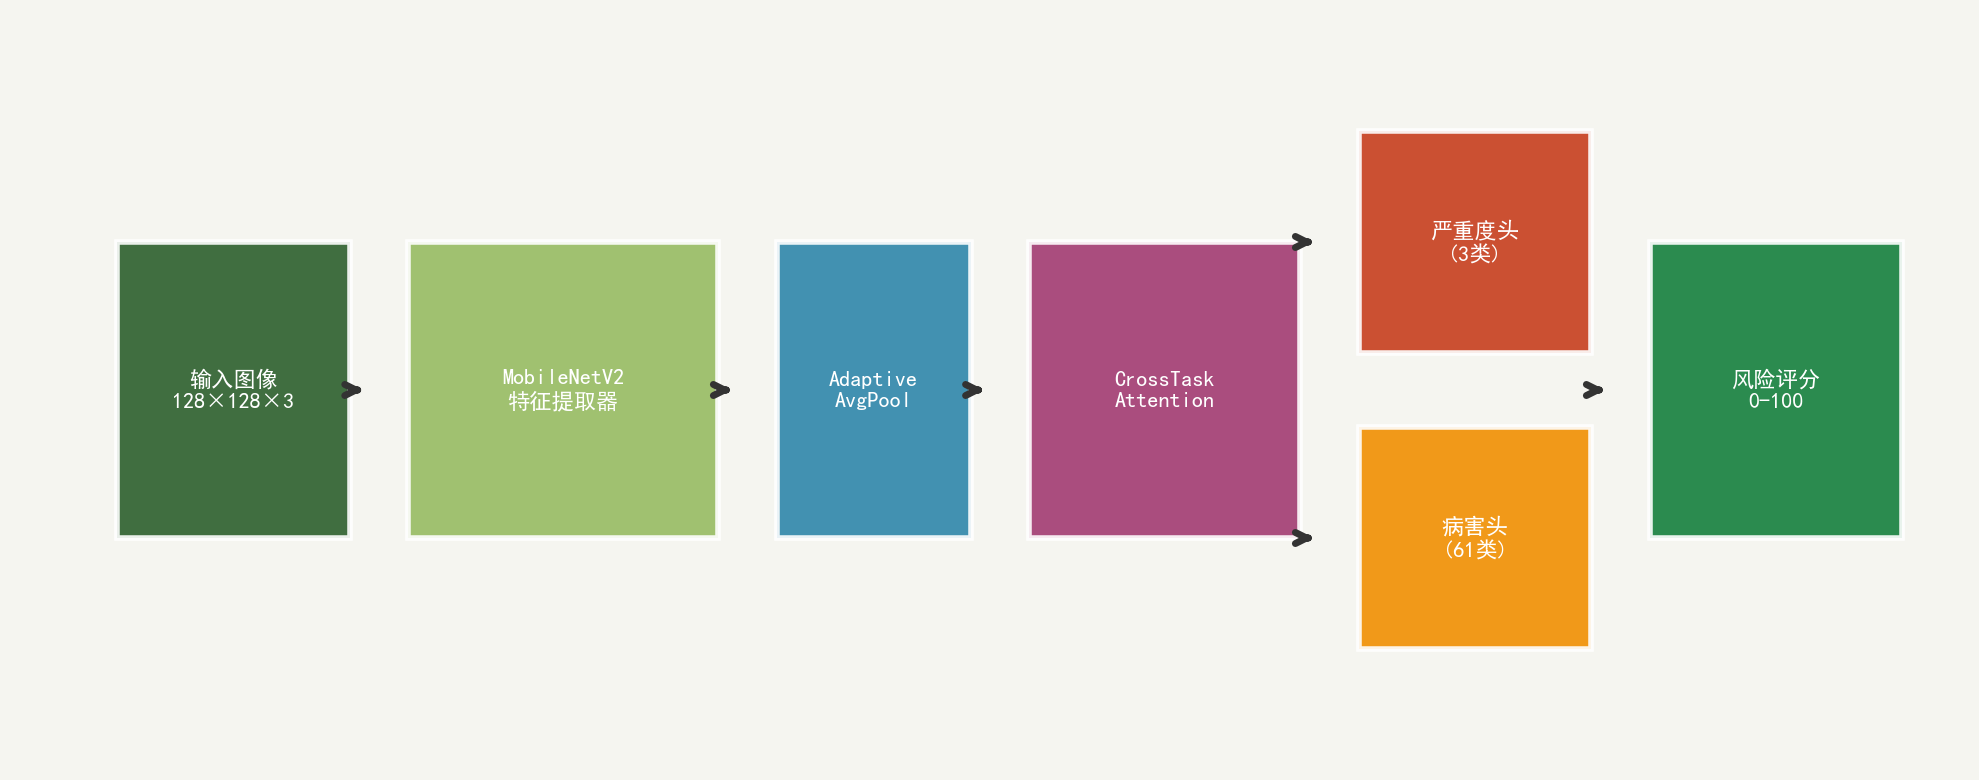 输入图像
128×128×3
MobileNetV2
特征提取器
Adaptive
AvgPool
CrossTask
Attention
严重度头
(3类)
病害头
(61类)
风险评分
0-100